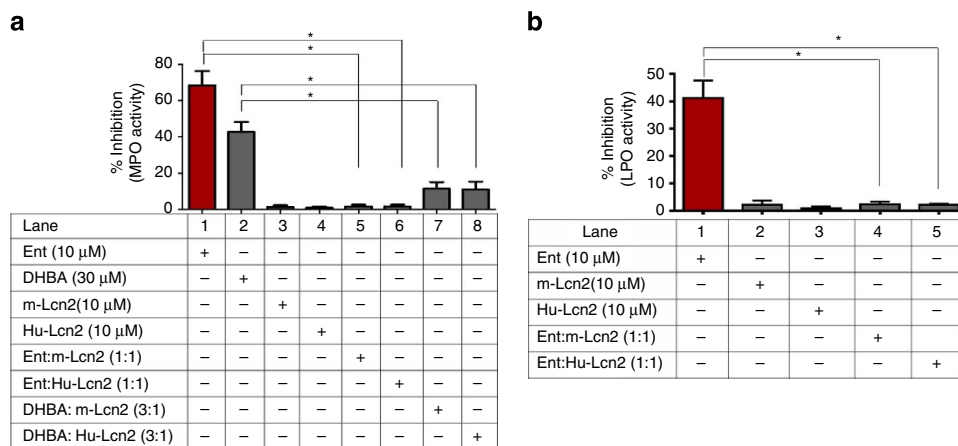 a
% Inhibition
(MPO activity)
80
60
40
20
0
*
*
*
*
Lane 1 2 3 4 5 6 7 8
Ent (10 μM) + – – – – – – –
DHBA (30 μM) – + – – – – – –
m-Lcn2(10 μM) – – + – – – – –
Hu-Lcn2 (10 μM) – – – + – – – –
Ent:m-Lcn2 (1:1) – – – – + – – –
Ent:Hu-Lcn2 (1:1) – – – – – + – –
DHBA: m-Lcn2 (3:1) – – – – – – + –
DHBA: Hu-Lcn2 (3:1) – – – – – – – +
b
% Inhibition
(LPO activity)
50
40
30
20
10
0
*
*
Lane 1 2 3 4 5
Ent (10 μM) + – – – –
m-Lcn2(10 μM) – + – – –
Hu-Lcn2 (10 μM) – – + – –
Ent:m-Lcn2 (1:1) – – – +
Ent:Hu-Lcn2 (1:1) – – – – +